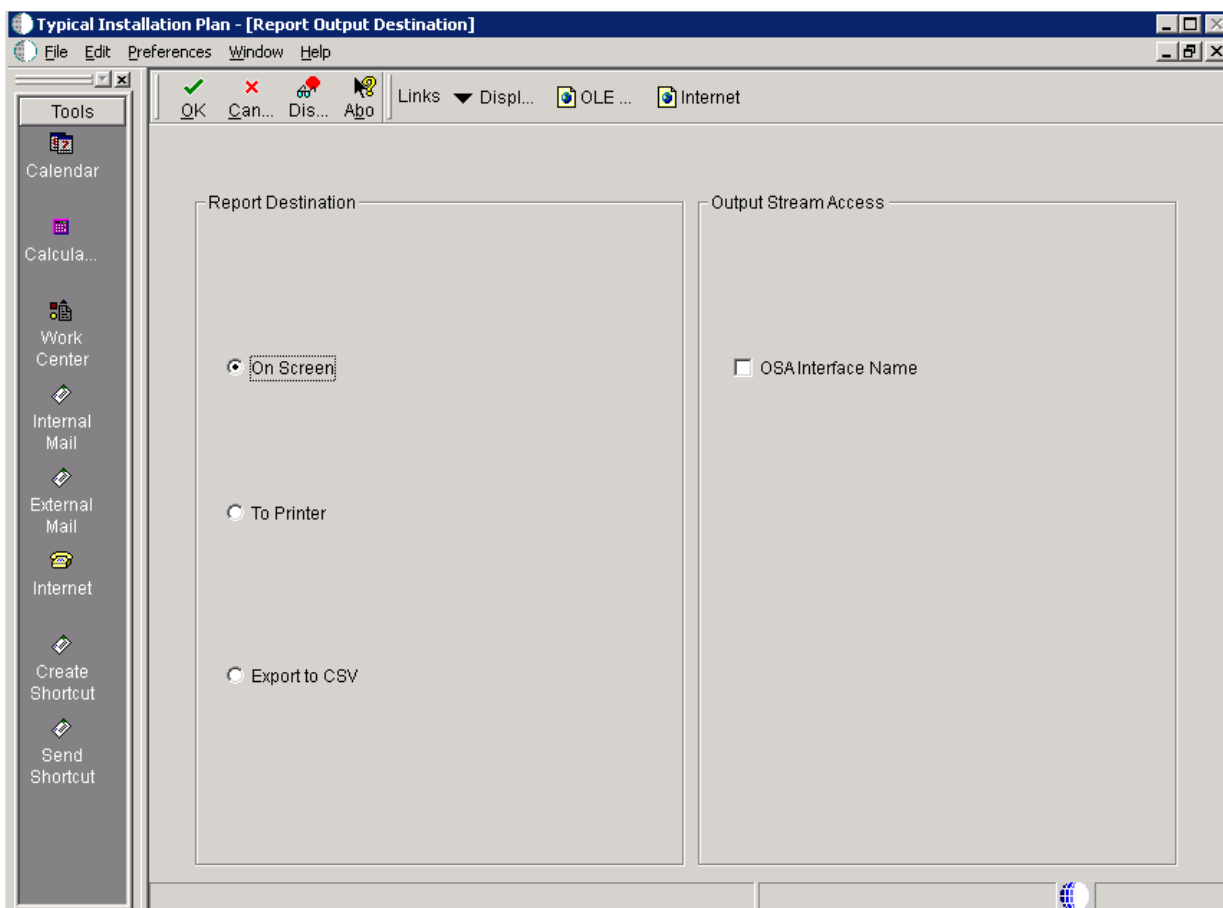 Typical Installation Plan - [Report Output Destination]
File Edit Preferences Window Help
Tools
OK Can... Dis... Abo Links Displ... OLE ... Internet
Calendar
Calcula...
Work
Center
Internal
Mail
External
Mail
Internet
Create
Shortcut
Send
Shortcut
Report Destination
On Screen
To Printer
Export to CSV
Output Stream Access
OSA Interface Name